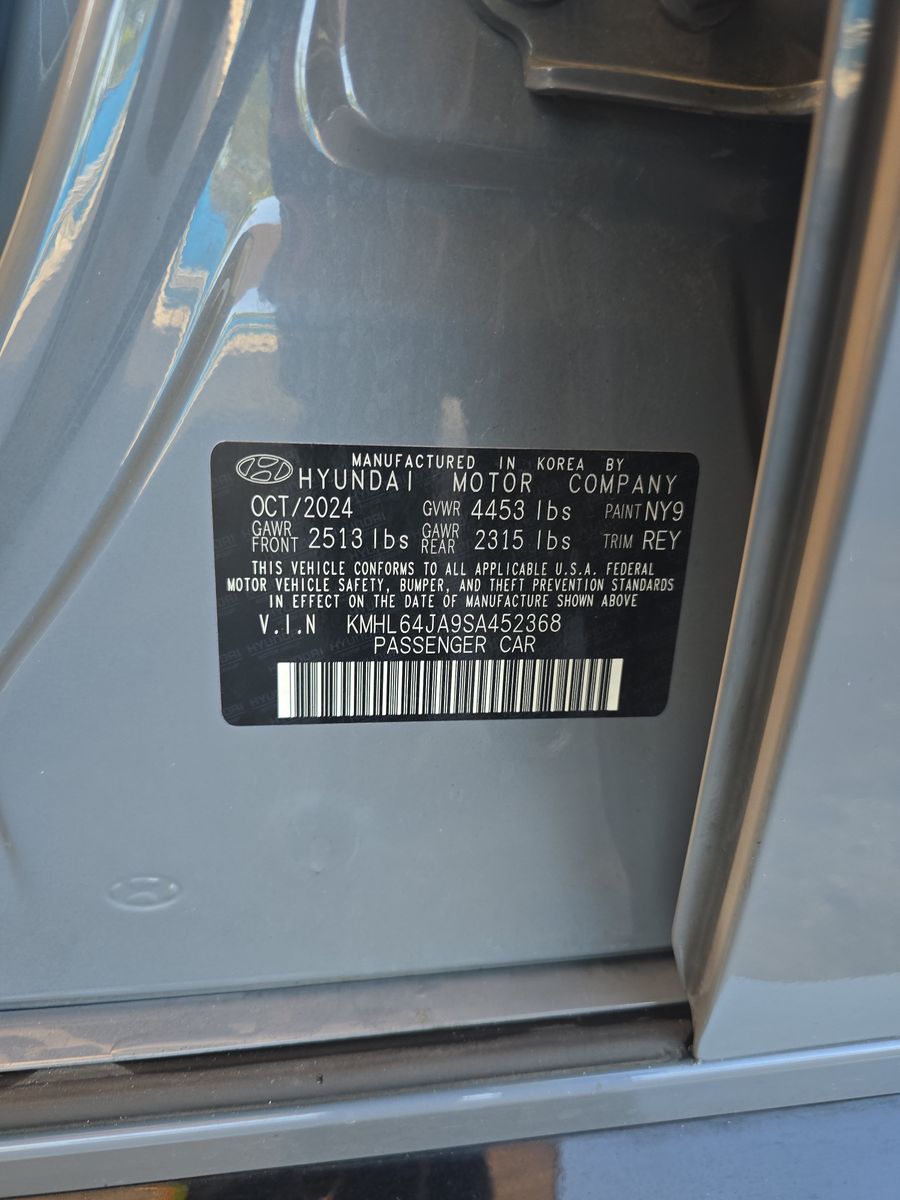 MANUFACTURED IN KOREA BY
HYUNDAI MOTOR COMPANY
OCT/2024 GVWR 4453 lbs PAINT NY9
GAWR FRONT 2513 lbs GAWR REAR 2315 lbs TRIM REY
THIS VEHICLE CONFORMS TO ALL APPLICABLE U.S.A. FEDERAL
MOTOR VEHICLE SAFETY, BUMPER, AND THEFT PREVENTION STANDARDS
IN EFFECT ON THE DATE OF MANUFACTURE SHOWN ABOVE
V.I.N KMHL64JA9SA452368
PASSENGER CAR